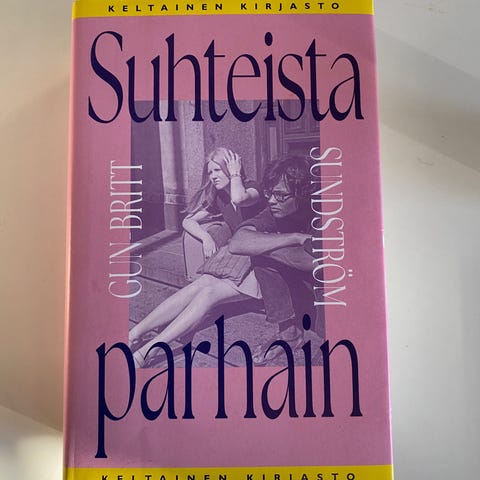 KELTAINEN KIRJASTO
Suhteista
GUN-BRITT
SUNDSTRÖM
parhain
KELTAINEN KIRJASTO